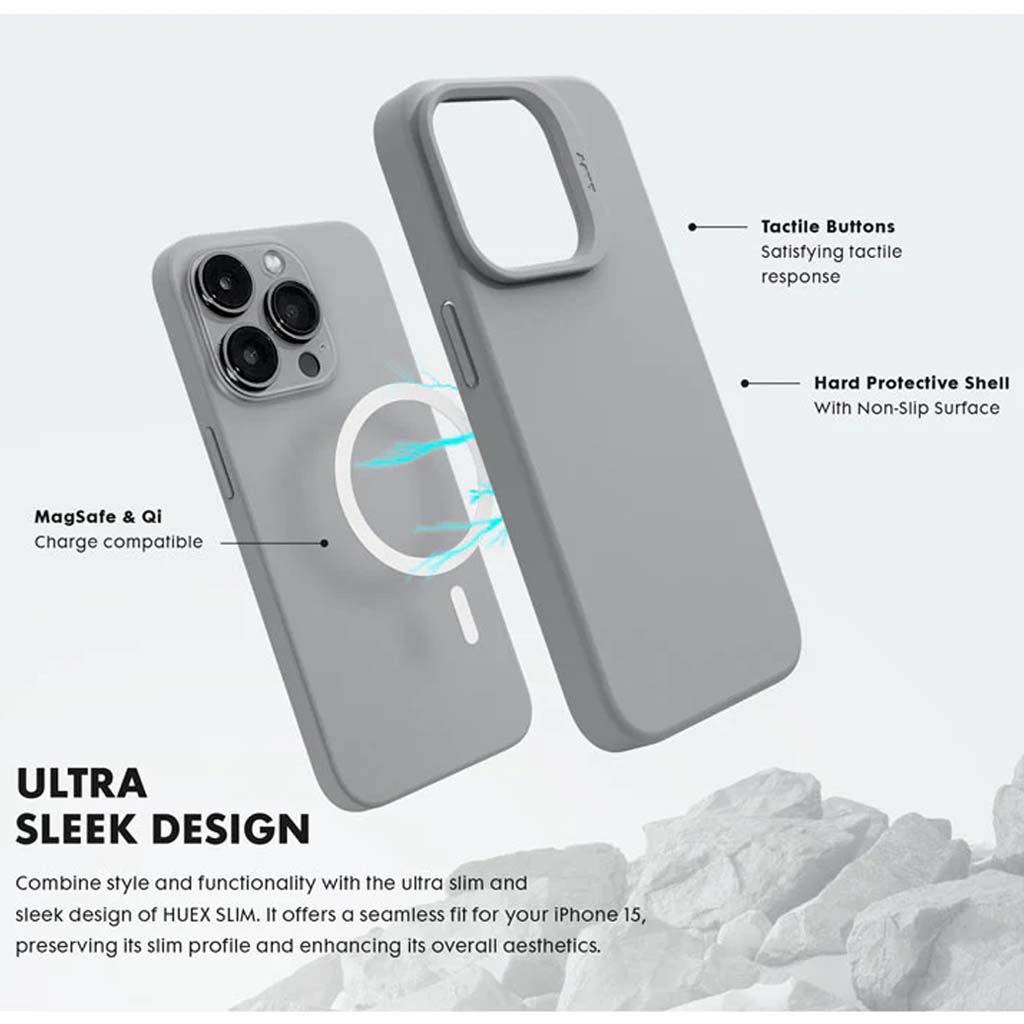 Tactile Buttons
Satisfying tactile
response
Hard Protective Shell
With Non-Slip Surface
MagSafe & Qi
Charge compatible
ULTRA
SLEEK DESIGN
Combine style and functionality with the ultra slim and
sleek design of HUEX SLIM. It offers a seamless fit for your iPhone 15,
preserving its slim profile and enhancing its overall aesthetics.